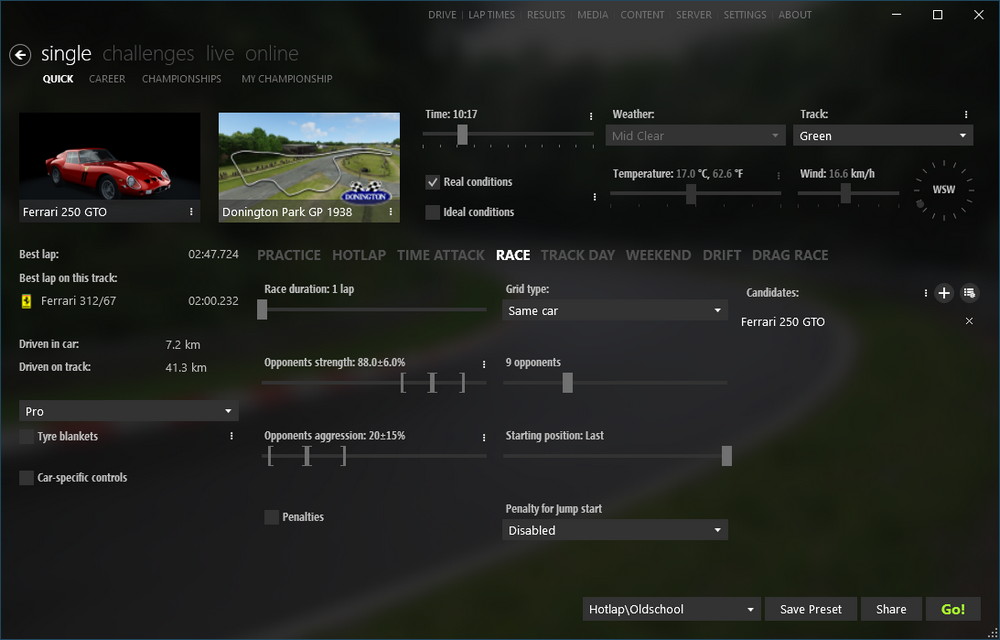 DRIVE LAP TIMES RESULTS MEDIA CONTENT SERVER SETTINGS ABOUT
single challenges live online
QUICK CAREER CHAMPIONSHIPS MY CHAMPIONSHIP
Ferrari 250 GTO
DONINGTON
Donington Park GP 1938
Time: 10:17
Weather:
Track:
Mid Clear
Green
Real conditions
Temperature: 17.0 °C, 62.6 °F
Wind: 16.6 km/h
WSW
Ideal conditions
Best lap: 02:47.724
Best lap on this track:
Ferrari 312/67 02:00.232
Driven in car: 7.2 km
Driven on track: 41.3 km
Pro
Tyre blankets
Car-specific controls
PRACTICE HOTLAP TIME ATTACK RACE TRACK DAY WEEKEND DRIFT DRAG RACE
Race duration: 1 lap
Grid type:
Same car
Candidates:
Ferrari 250 GTO
Opponents strength: 88.0±6.0%
9 opponents
Opponents aggression: 20±15%
Starting position: Last
Penalties
Penalty for Jump start
Disabled
Hotlap\Oldschool
Save Preset
Share
Go!